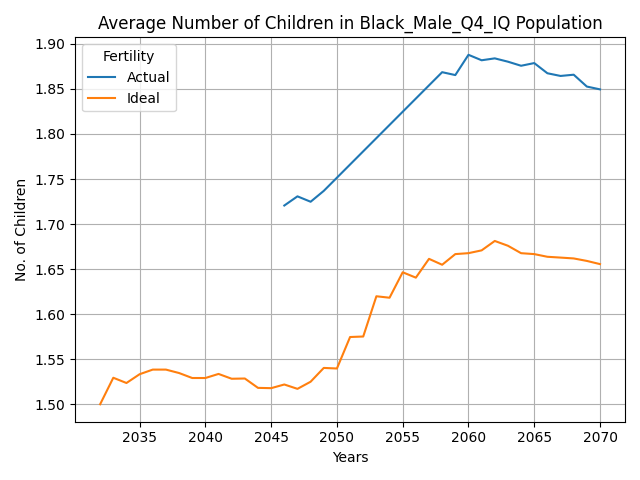 Average Number of Children in Black_Male_Q4_IQ Population
Fertility
Actual
Ideal
1.90
1.85
1.80
1.75
1.70
1.65
1.60
1.55
1.50
No. of Children
2035 2040 2045 2050 2055 2060 2065 2070
Years